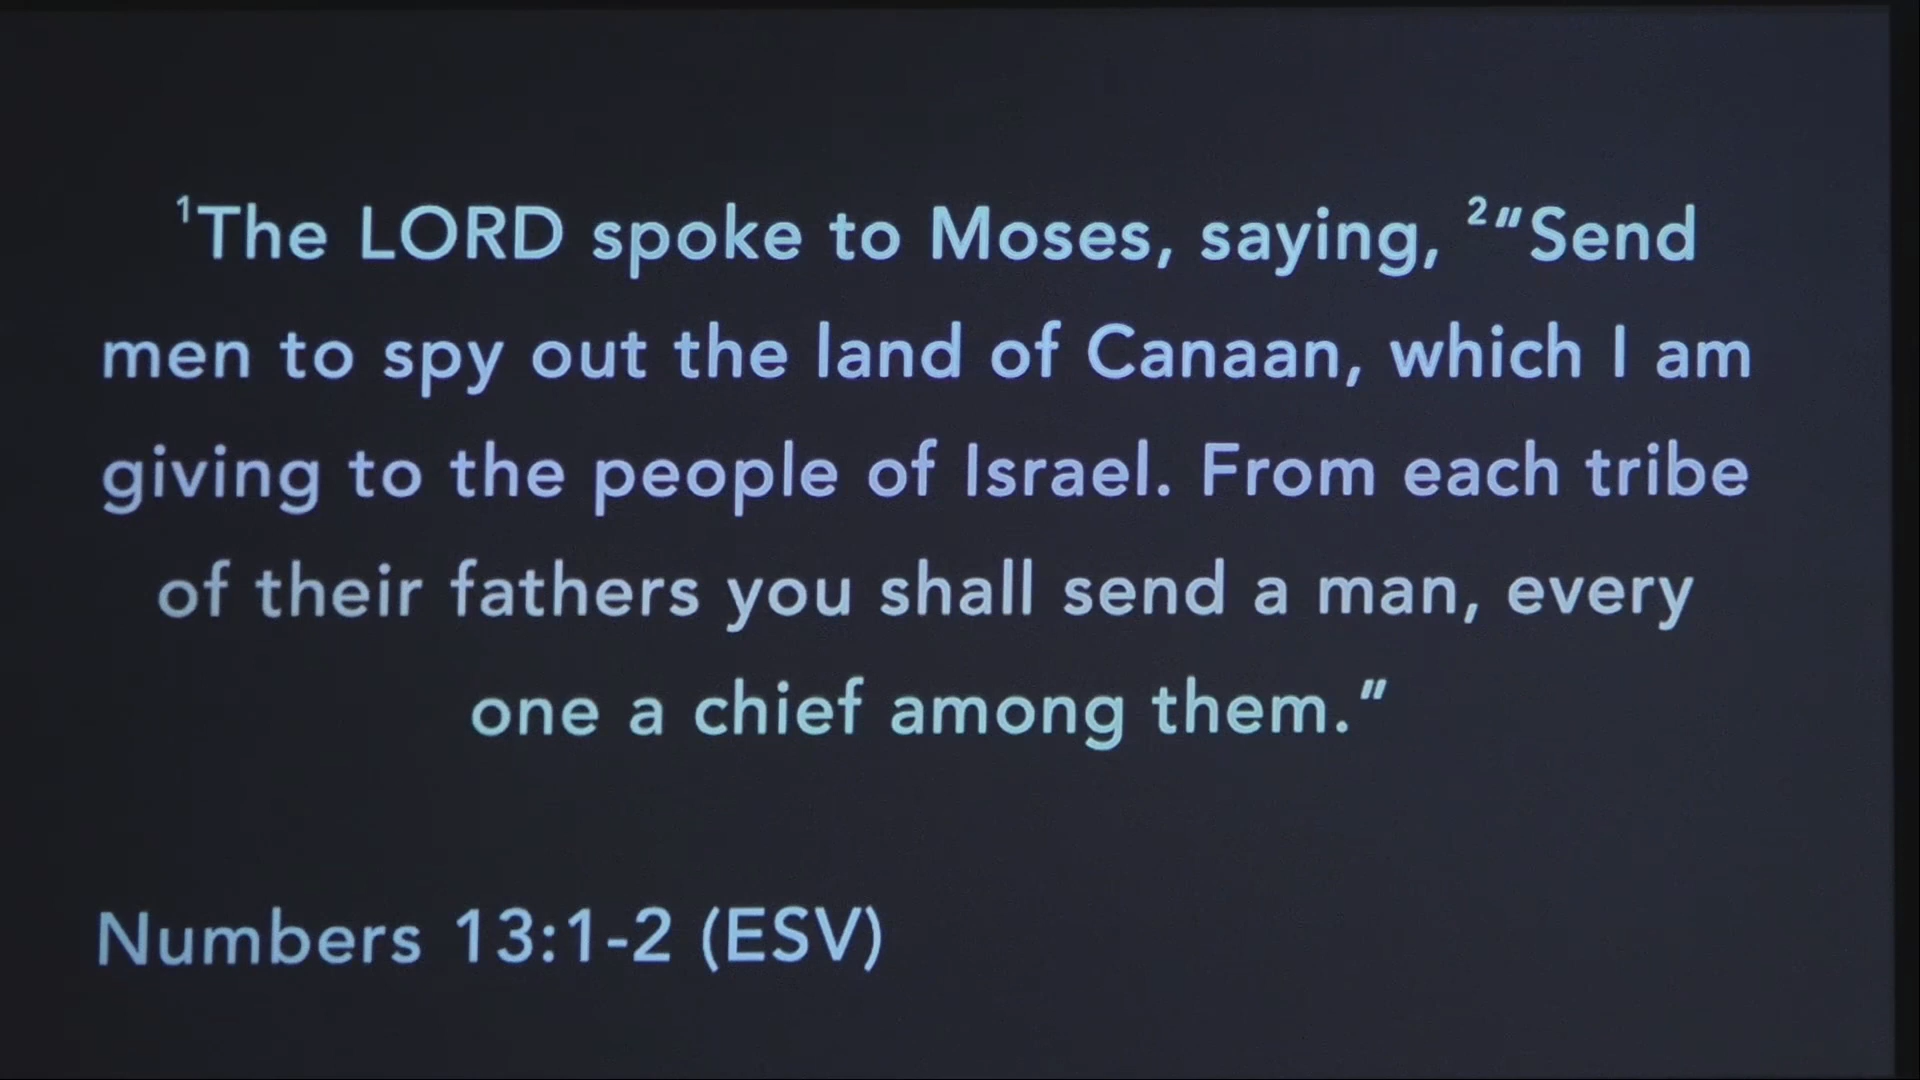 ¹The LORD spoke to Moses, saying, ²"Send
men to spy out the land of Canaan, which I am
giving to the people of Israel. From each tribe
of their fathers you shall send a man, every
one a chief among them."
Numbers 13:1-2 (ESV)